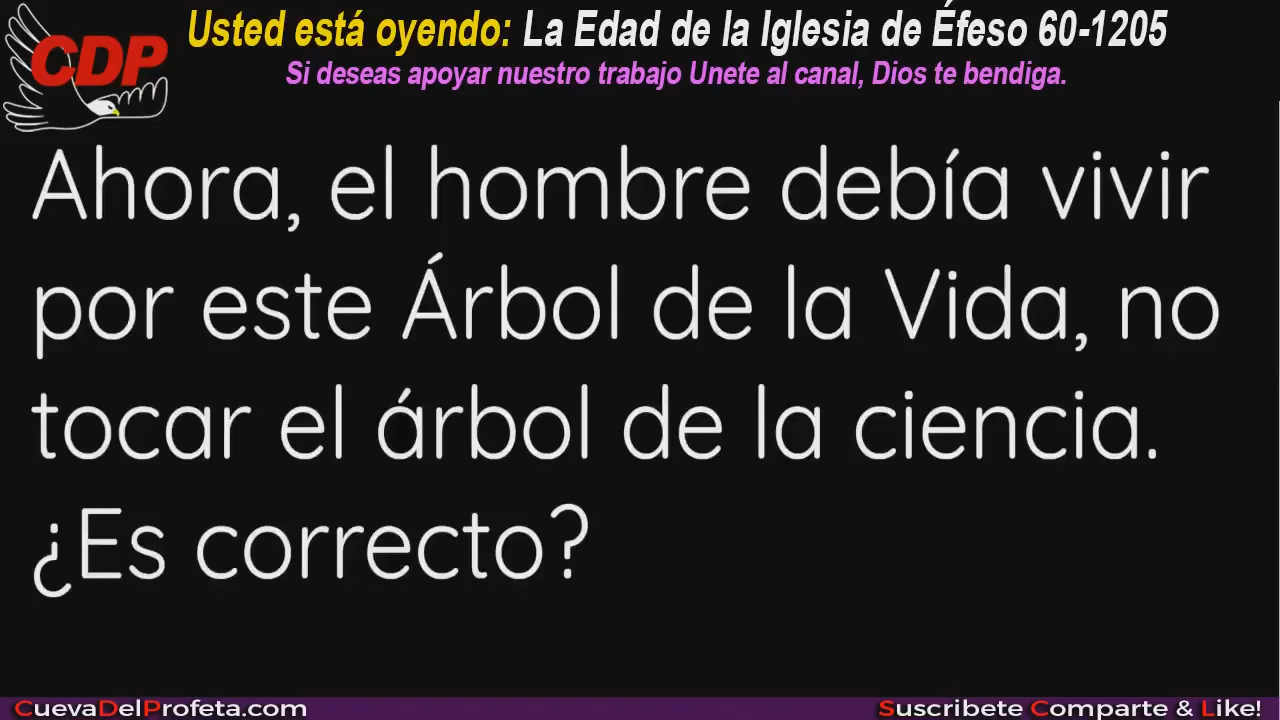 CDP
Usted está oyendo: La Edad de la Iglesia de Éfeso 60-1205
Si deseas apoyar nuestro trabajo Unete al canal, Dios te bendiga.
Ahora, el hombre debía vivir
por este Árbol de la Vida, no
tocar el árbol de la ciencia.
¿Es correcto?
CuevaDelProfeta.com
Suscribete Comparte & Like!